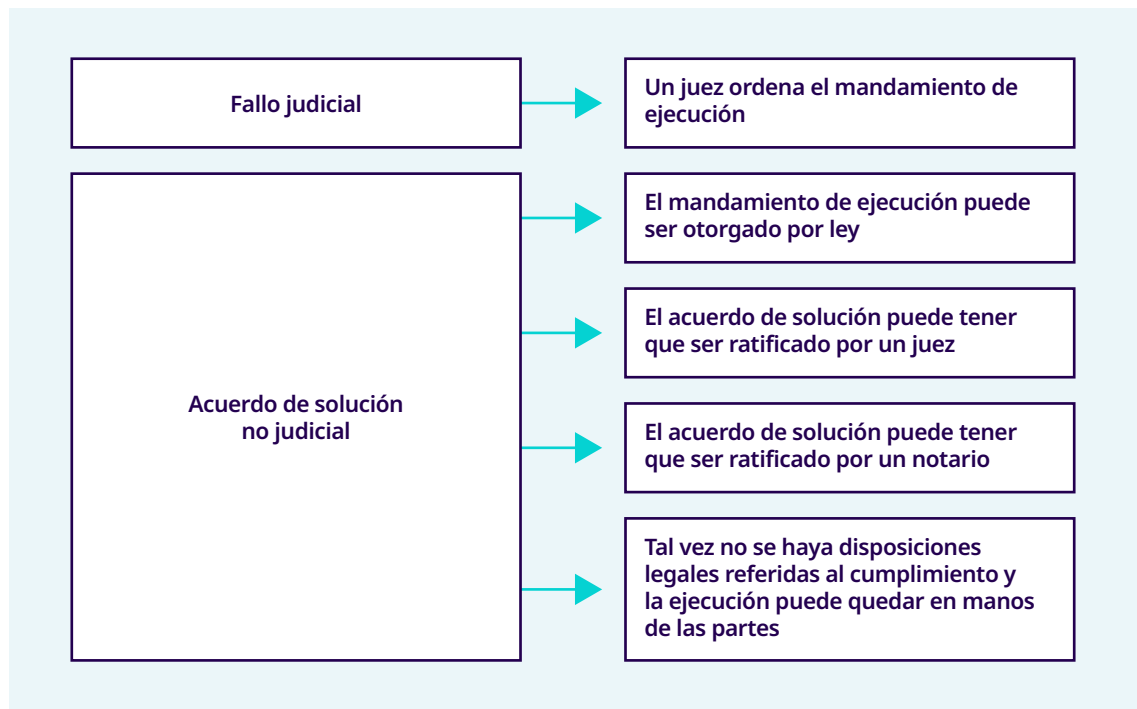 Fallo judicial
Un juez ordena el mandamiento de
ejecución
El mandamiento de ejecución puede
ser otorgado por ley
El acuerdo de solución puede tener
que ser ratificado por un juez
Acuerdo de solución
no judicial
El acuerdo de solución puede tener
que ser ratificado por un notario
Tal vez no se haya disposiciones
legales referidas al cumplimiento y
la ejecución puede quedar en manos
de las partes